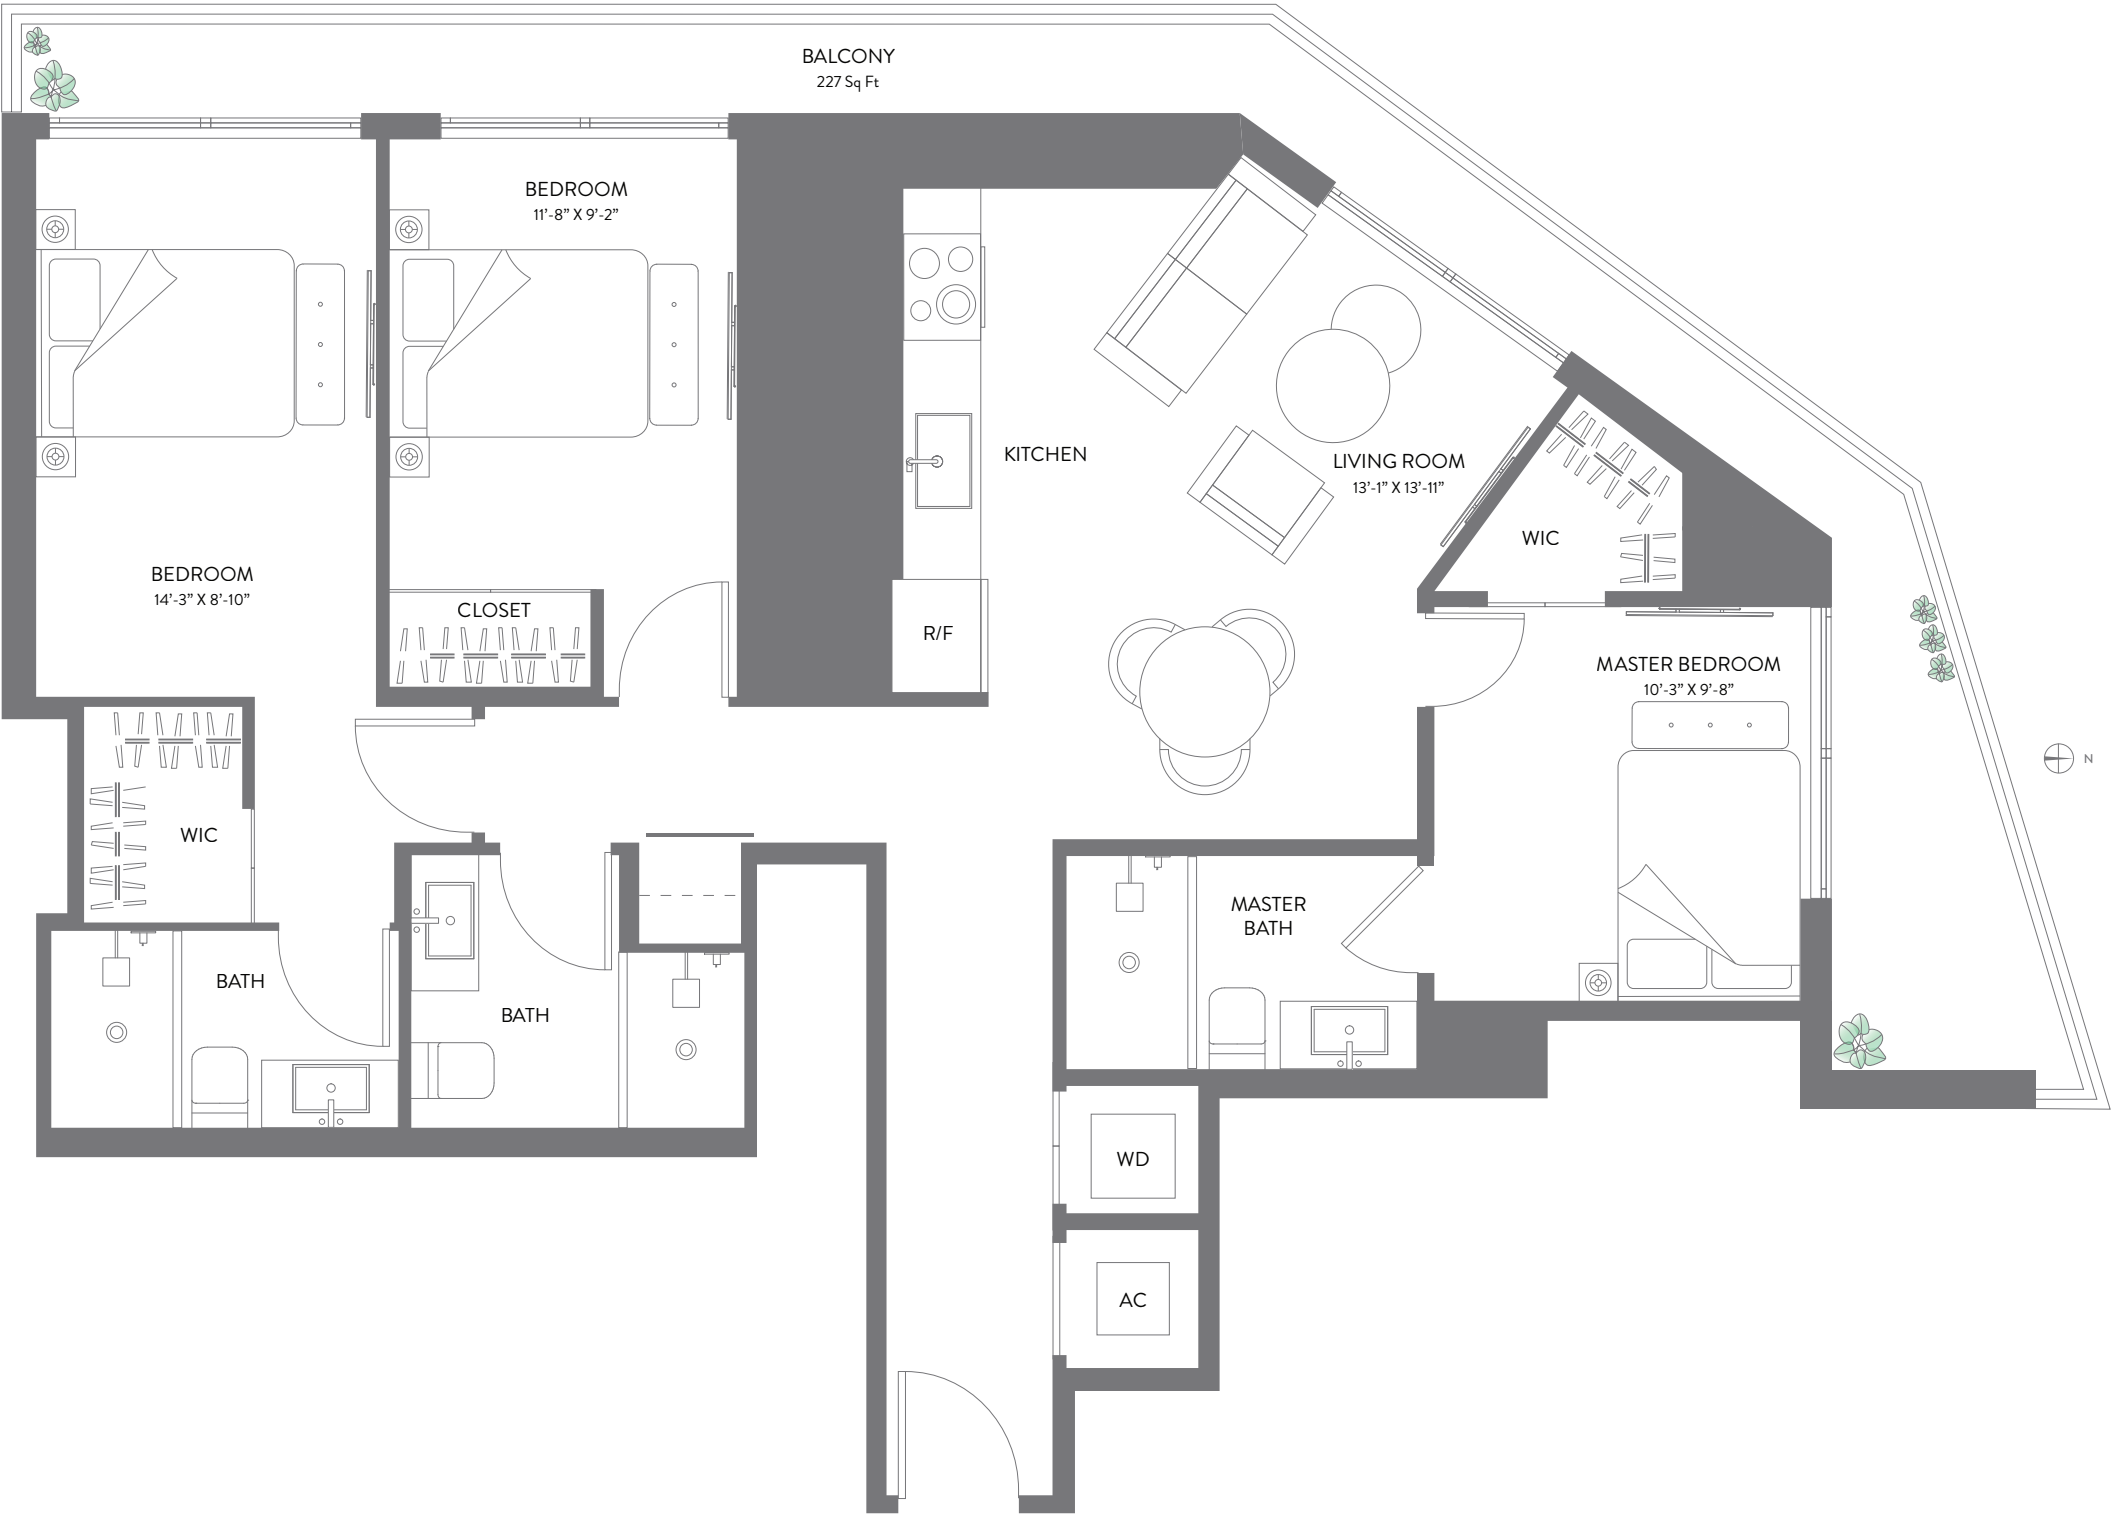 BALCONY
227 Sq Ft
BEDROOM
11’-8” X 9’-2”
BEDROOM
14’-3” X 8’-10”
CLOSET
KITCHEN
R/F
LIVING ROOM
13’-1” X 13’-11”
WIC
MASTER BEDROOM
10’-3” X 9’-8”
N
WIC
BATH
BATH
MASTER
BATH
WD
AC